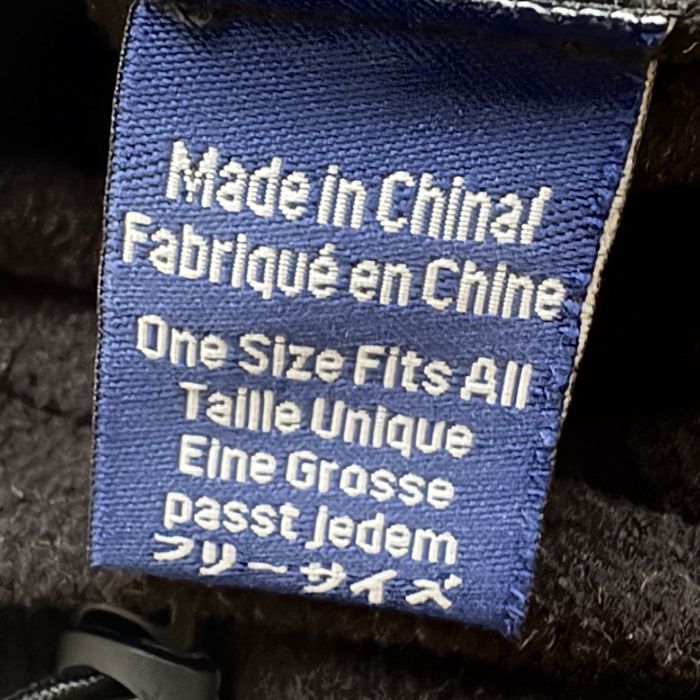 Made in China/
Fabriqué en Chine
One Size Fits All
Taille Unique
Eine Grosse
passt jedem
フリーサイズ